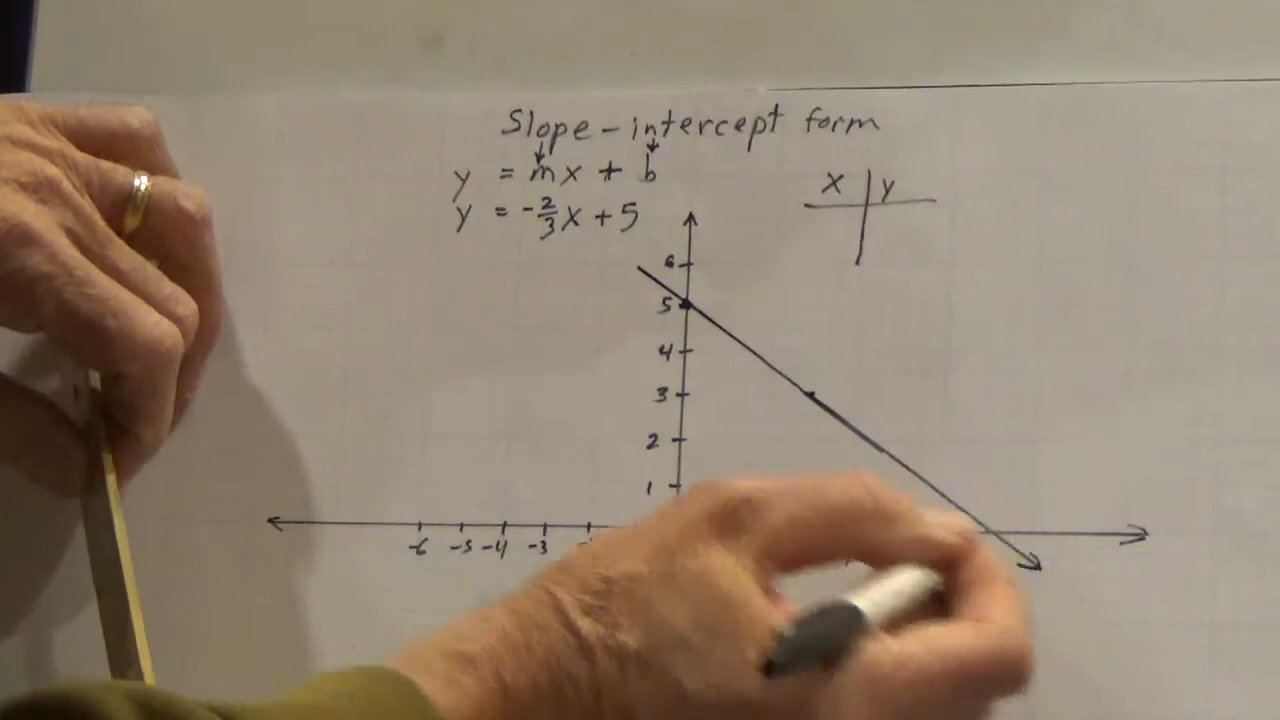 Slope-intercept form
y = mx + b
x y
y = -2/3x + 5
6
5
4
3
2
1
-6 -5 -4 -3